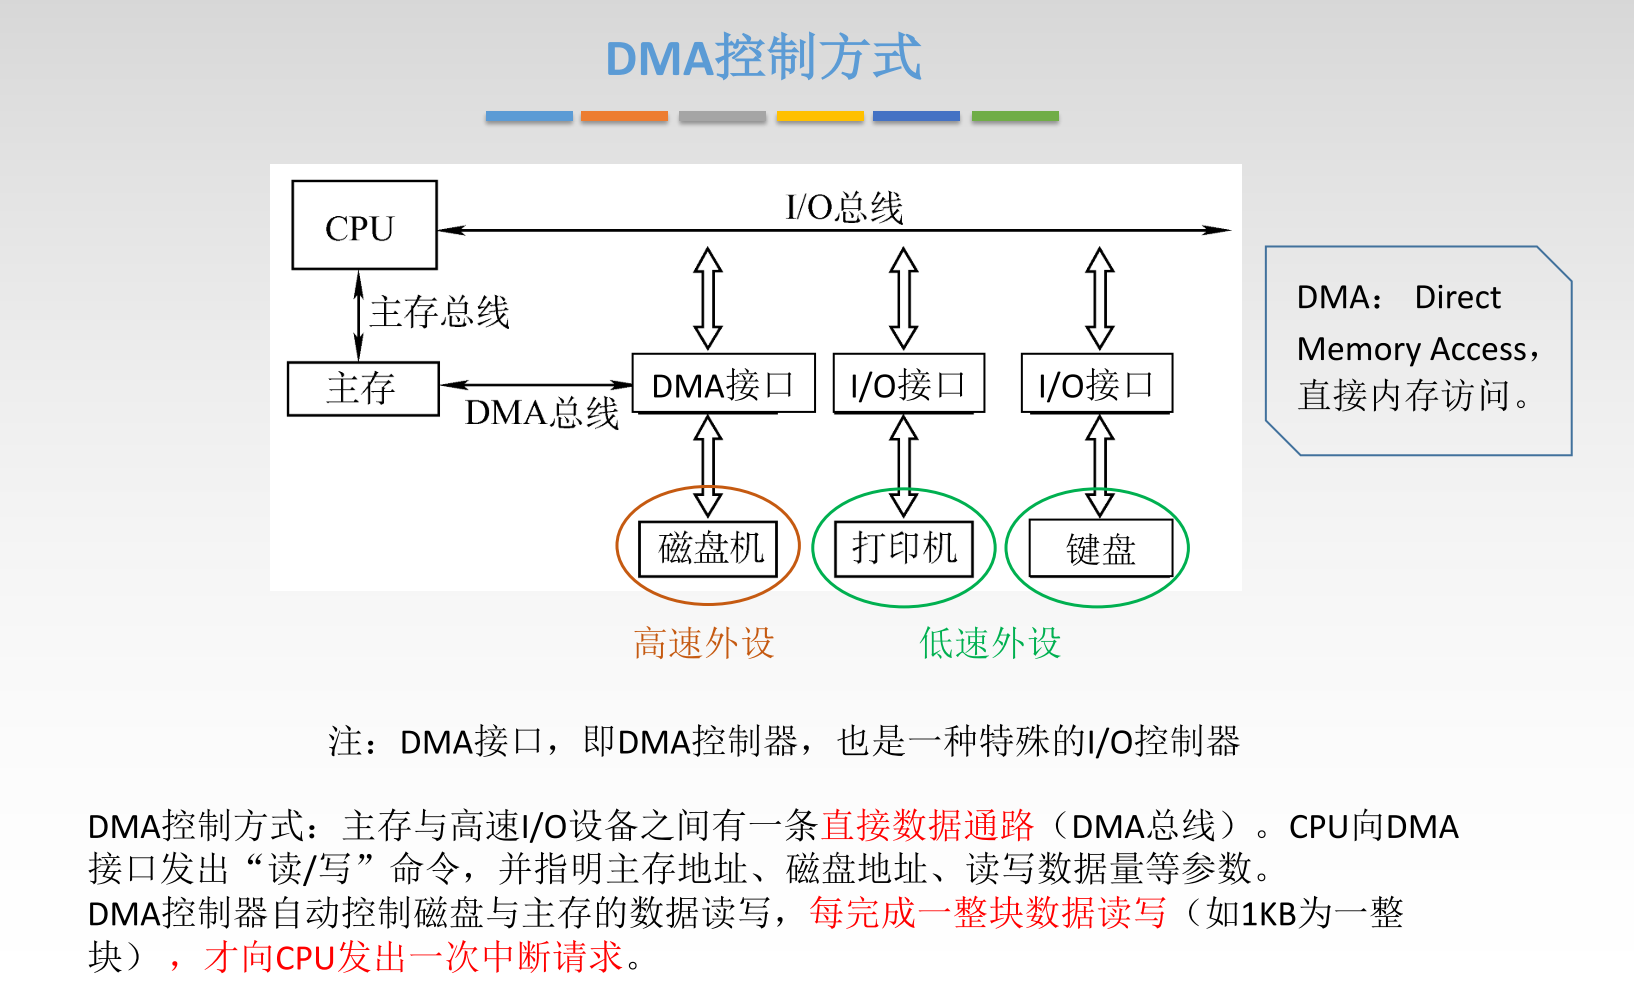 DMA控制方式
CPU
I/O总线
主存总线
主存
DMA总线
DMA接口
I/O接口
I/O接口
磁盘机
打印机
键盘
高速外设
低速外设
DMA： Direct
Memory Access，
直接内存访问。
注：DMA接口，即DMA控制器，也是一种特殊的I/O控制器
DMA控制方式：主存与高速I/O设备之间有一条直接数据通路（DMA总线）。CPU向DMA
接口发出“读/写”命令，并指明主存地址、磁盘地址、读写数据量等参数。
DMA控制器自动控制磁盘与主存的数据读写，每完成一整块数据读写（如1KB为一整
块），才向CPU发出一次中断请求。